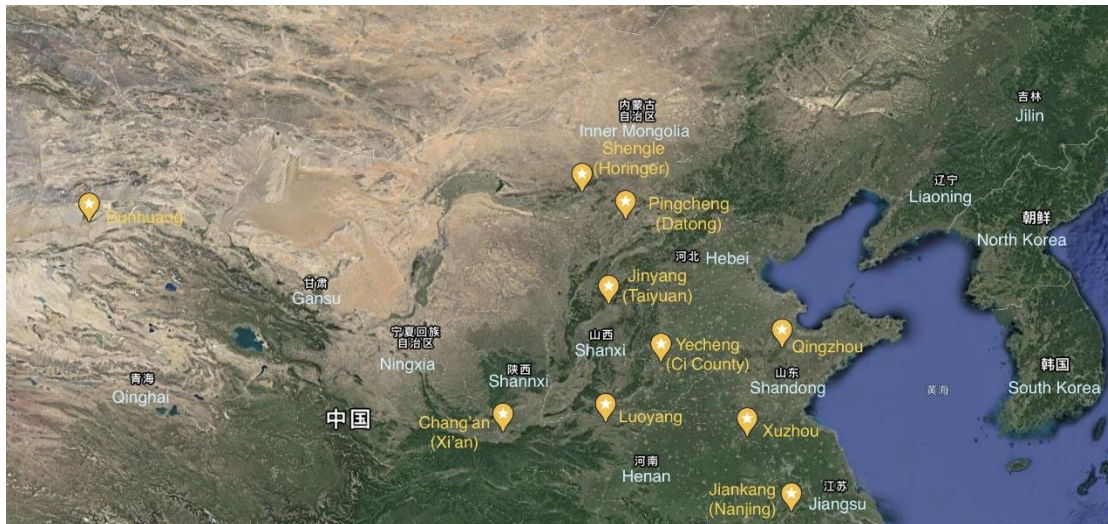 吉林
Jilin
内蒙古
自治区
Inner Mongolia
Shengle
(Horinger)
辽宁
Liaoning
Dunhuang
Pingcheng
(Datong)
朝鲜
North Korea
河北
Hebei
甘肃
Gansu
Jinyang
(Taiyuan)
宁夏回族
自治区
Ningxia
山西
Shanxi
Yecheng
(Ci County)
Qingzhou
陕西
Shannxi
山东
Shandong
韩国
South Korea
黄海
青海
Qinghai
中国
Chang'an
(Xi'an)
Luoyang
Xuzhou
河南
Henan
Jiankang
(Nanjing)
江苏
Jiangsu